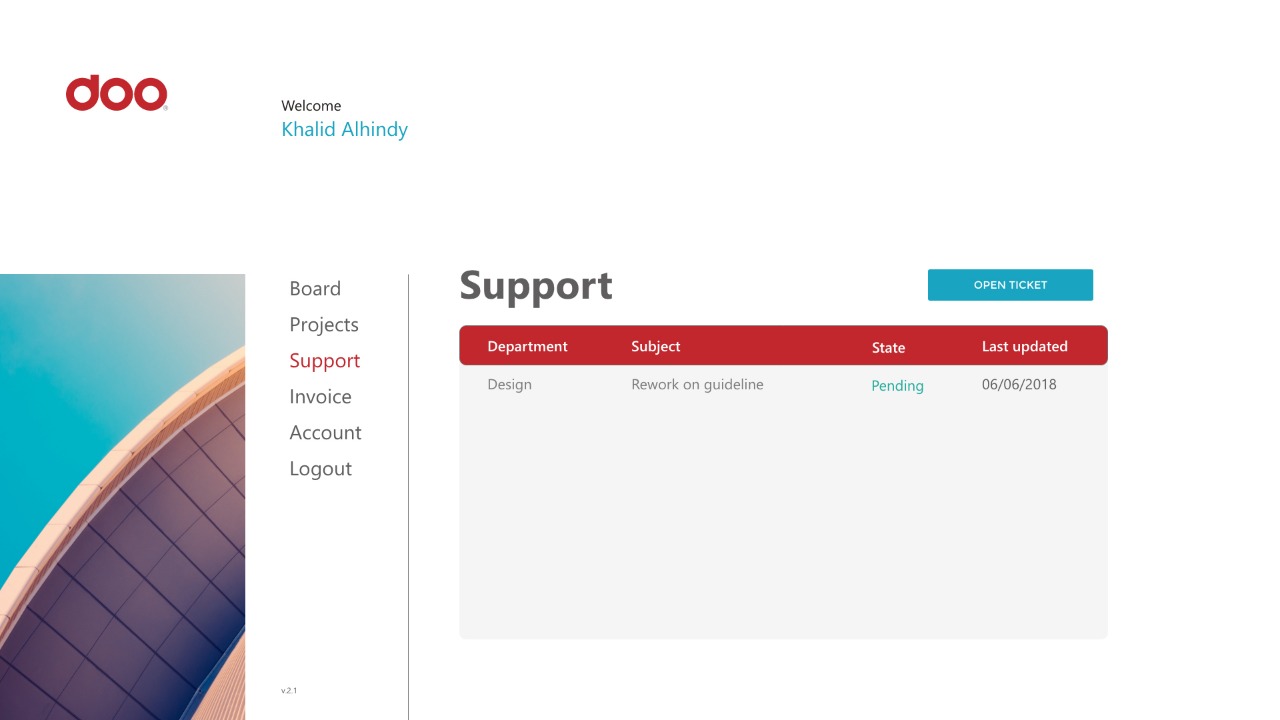 doo
Welcome
Khalid Alhindy
Board
Projects
Support
Invoice
Account
Logout
v.2.1
Support
OPEN TICKET
Department Subject State Last updated
Design Rework on guideline Pending 06/06/2018